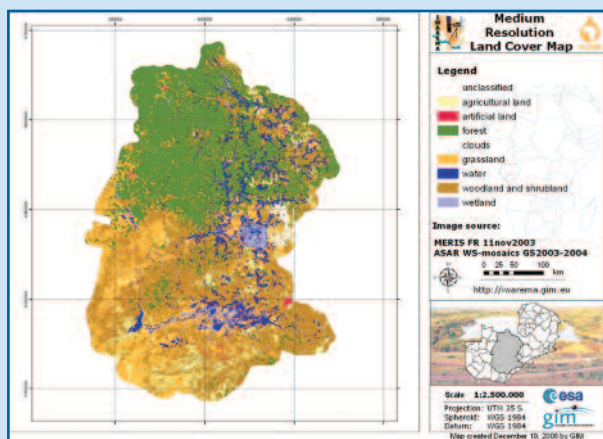 Medium
Resolution
Land Cover Map
Legend
unclassified
agricultural land
artificial land
forest
clouds
grassland
water
woodland and shrubland
wetland
Image source:
MERIS FR 11nov2003
ASAR WS-mosaics GS2003-2004
0 25 50 100
km
http://iwarema.gim.eu
Scale 1:2,500,000
Projection: UTM 35 S
Spheroid: WGS 1984
Datum: WGS 1984
esa
gim
Map created December 19, 2006 by GIM